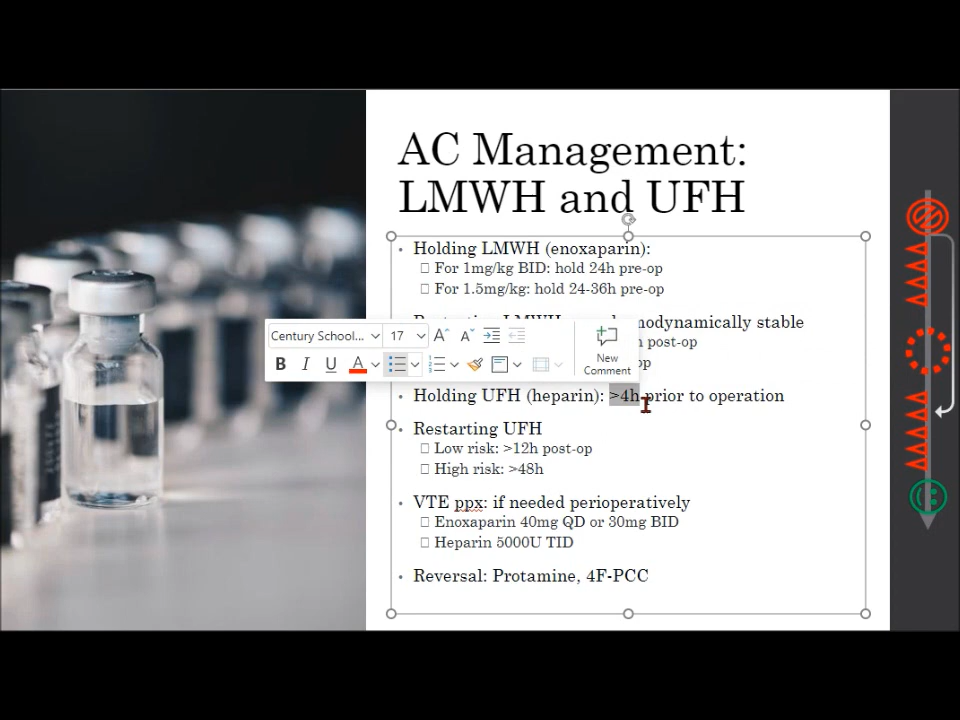 AC Management:
LMWH and UFH
Holding LMWH (enoxaparin):
For 1mg/kg BID: hold 24h pre-op
For 1.5mg/kg: hold 24-36h pre-op
stable
post-op
Century School... 17
New
Comment
B I U A
Holding UFH (heparin): >4h prior to operation
Restarting UFH
Low risk: >12h post-op
High risk: >48h
VTE ppx: if needed perioperatively
Enoxaparin 40mg QD or 30mg BID
Heparin 5000U TID
Reversal: Protamine, 4F-PCC